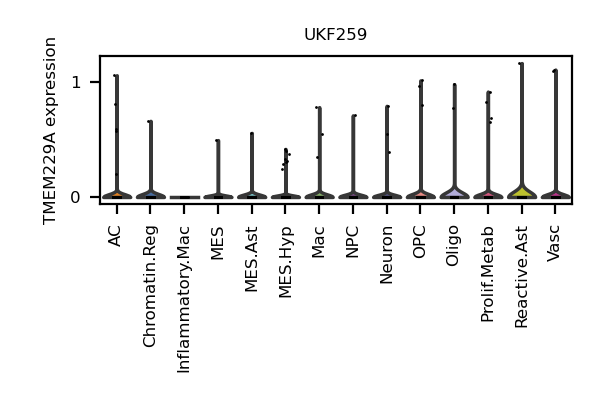 UKF259
TMEM229A expression
1
0
AC
Chromatin.Reg
Inflammatory.Mac
MES
MES.Ast
MES.Hyp
Mac
NPC
Neuron
OPC
Oligo
Prolif.Metab
Reactive.Ast
Vasc